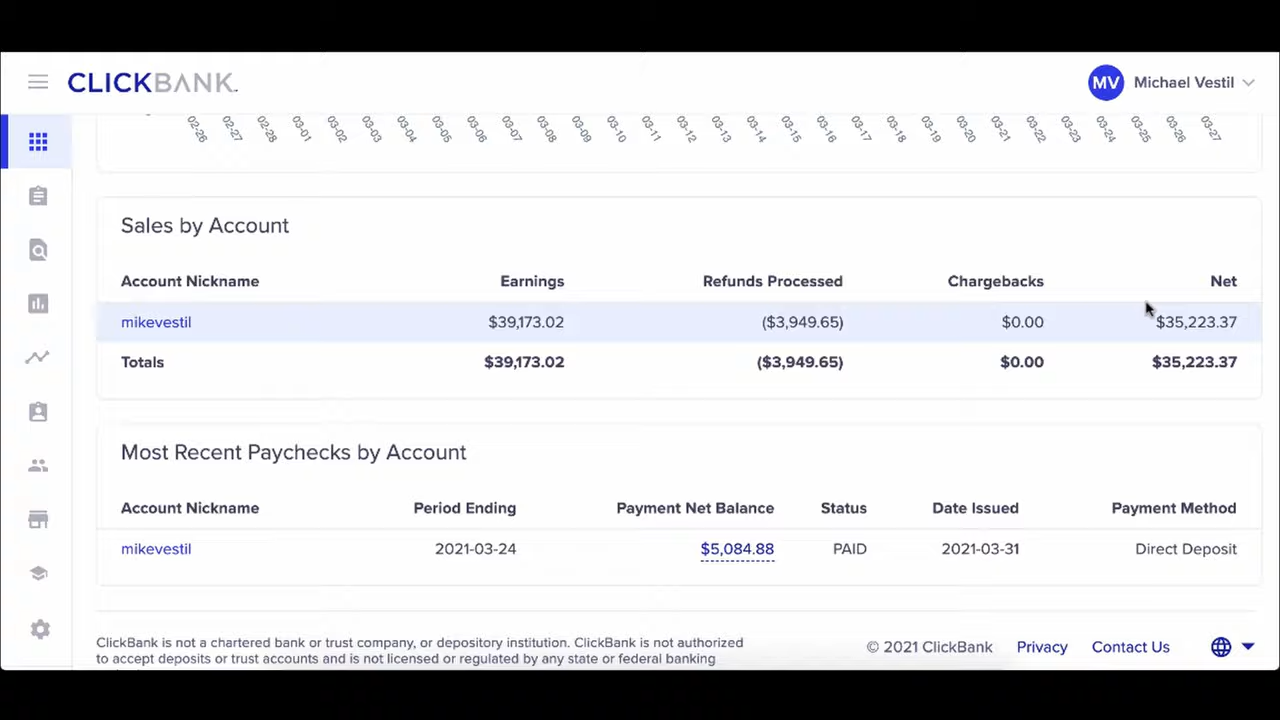 CLICKBANK
MV Michael Vestil
02-26 02-27 02-28 03-01 03-02 03-03 03-04 03-05 03-06 03-07 03-08 03-09 03-10 03-11 03-12 03-13 03-14 03-15 03-16 03-17 03-18 03-19 03-20 03-21 03-22 03-23 03-24 03-25 03-26 03-27
Sales by Account
Account Nickname Earnings Refunds Processed Chargebacks Net
mikevestil $39,173.02 ($3,949.65) $0.00 $35,223.37
Totals $39,173.02 ($3,949.65) $0.00 $35,223.37
Most Recent Paychecks by Account
Account Nickname Period Ending Payment Net Balance Status Date Issued Payment Method
mikevestil 2021-03-24 $5,084.88 PAID 2021-03-31 Direct Deposit
ClickBank is not a chartered bank or trust company, or depository institution. ClickBank is not authorized
to accept deposits or trust accounts and is not licensed or regulated by any state or federal banking
© 2021 ClickBank Privacy Contact Us